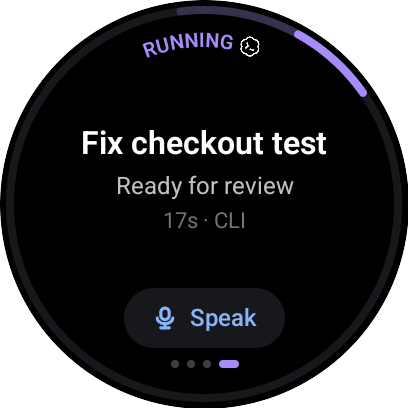 RUNNING
Fix checkout test
Ready for review
17s · CLI
Speak